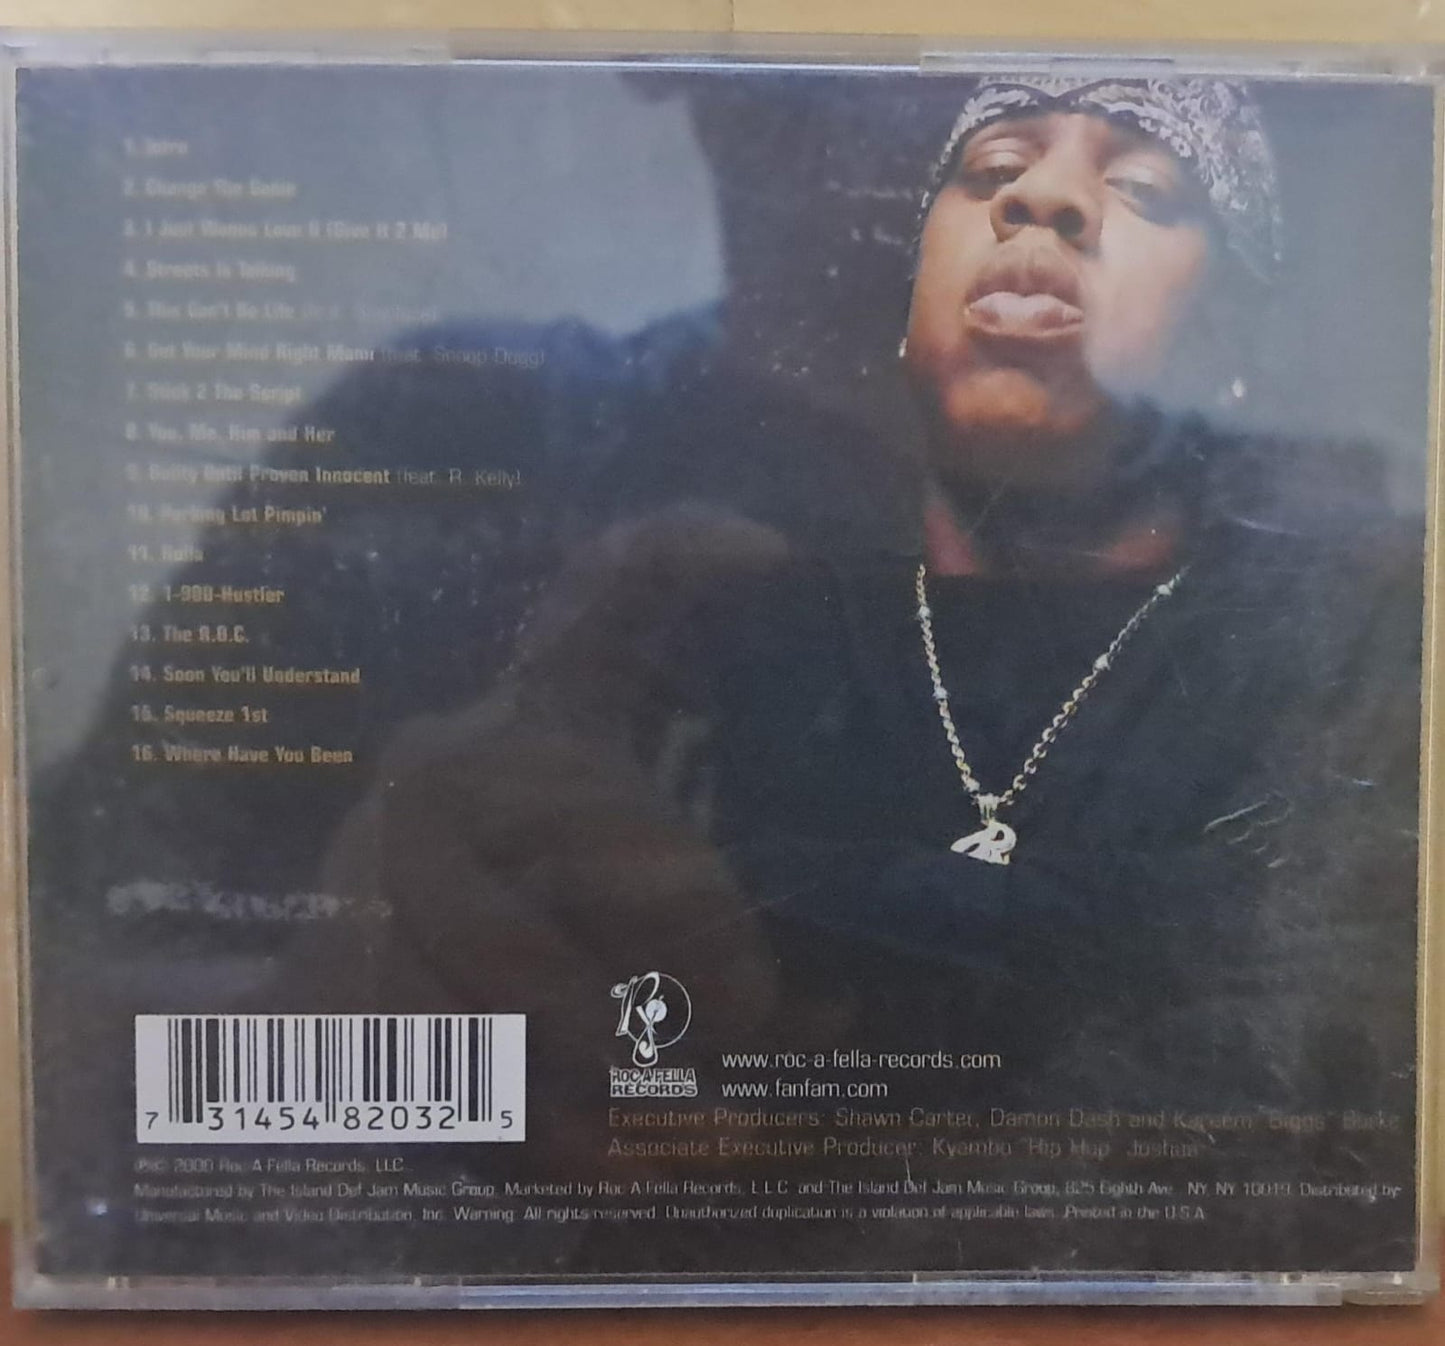 1. Intro
2. Change The Game
3. I Just Wanna Love U (Give It 2 Me)
4. Streets Is Talking
5. This Can't Be Life (feat. Scarface)
6. Get Your Mind Right Mami (feat. Snoop Dogg)
7. Stick 2 The Script
8. You, Me, Him and Her
9. Guilty Until Proven Innocent (feat. R. Kelly)
10. Parking Lot Pimpin'
11. Holla
12. 1-900-Hustler
13. The R.O.C.
14. Soon You'll Understand
15. Squeeze 1st
16. Where Have You Been
R
ROC-A-FELLA
RECORDS
www.roc-a-fella-records.com
www.fanfam.com
7 31454 82032 5
Executive Producers: Shawn Carter, Damon Dash and Kareem "Biggs" Burke
Associate Executive Producer: Kyambo "Hip Hop" Joshua
℗© 2000 Roc-A-Fella Records, LLC.
Manufactured by The Island Def Jam Music Group. Marketed by Roc-A-Fella Records, L.L.C. and The Island Def Jam Music Group, 825 Eighth Ave., NY, NY 10019. Distributed by
Universal Music and Video Distribution, Inc. Warning: All rights reserved. Unauthorized duplication is a violation of applicable laws. Printed in the U.S.A.